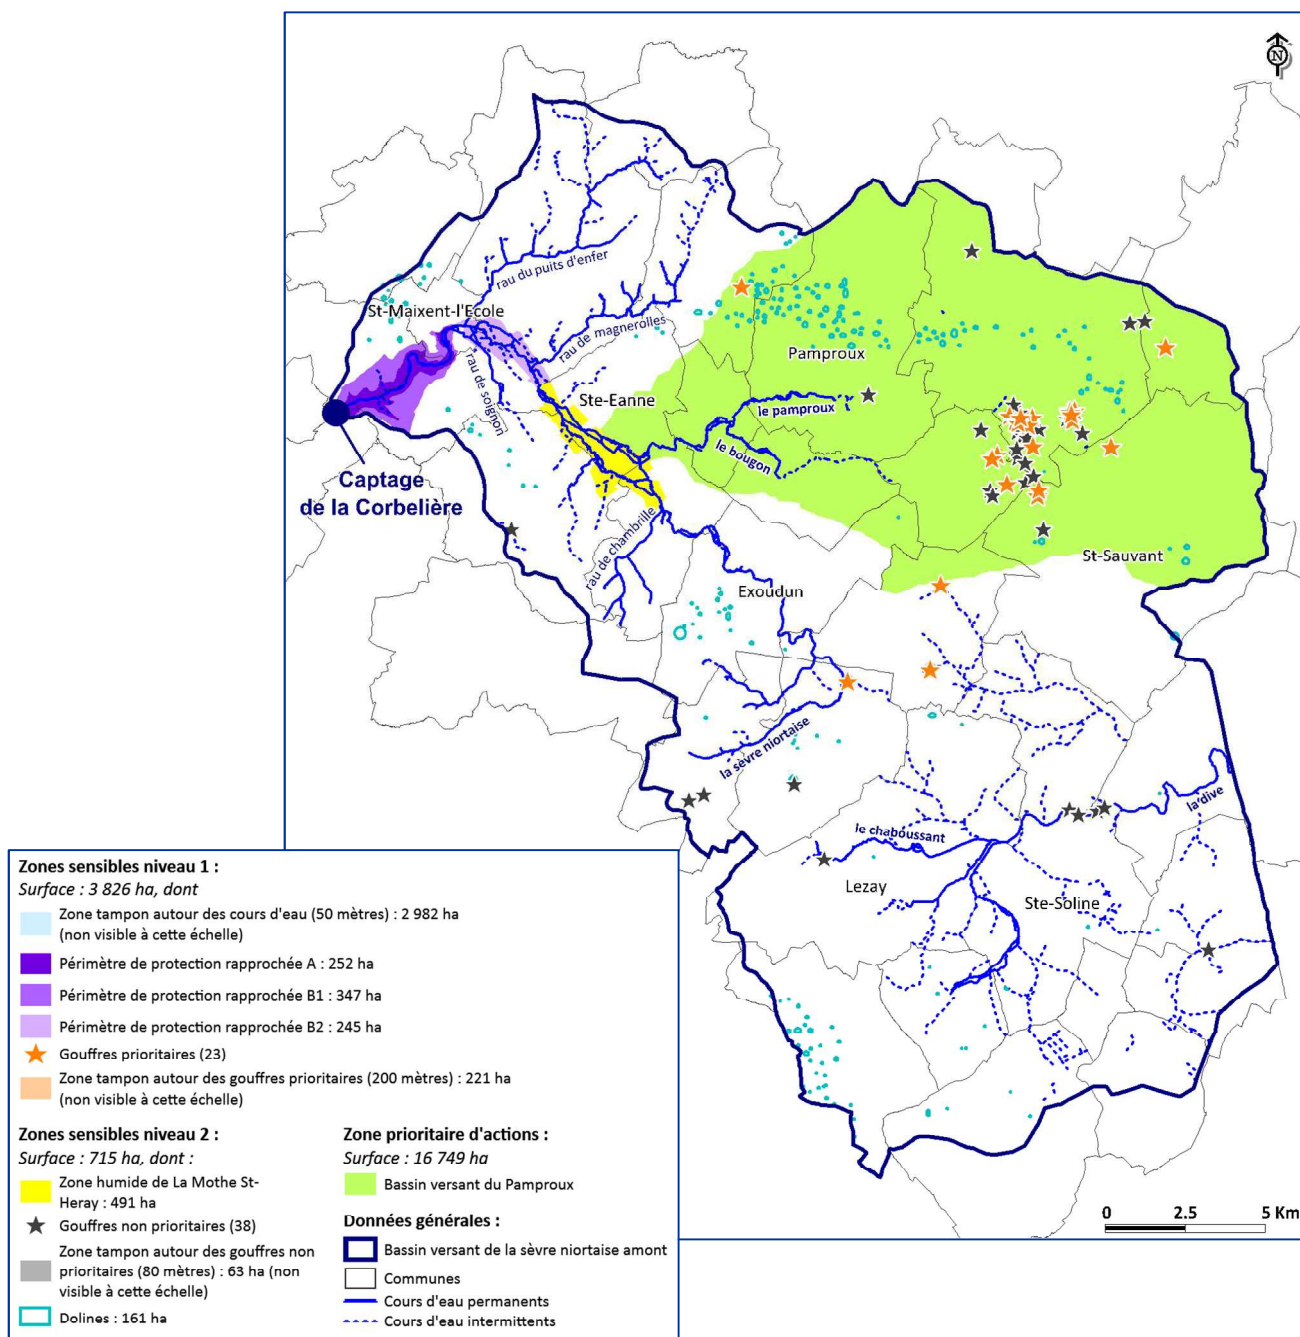 N
rau du puits d'enfer
St-Maixent-l'Ecole
rau de magnerolles
rau de soignon
Pamproux
Ste-Eanne
le pamproux
le bougon
Captage
de la Corbelière
rau de chambrille
St-Sauvant
Exoudun
la sèvre niortaise
la dive
le chaboussant
Lezay
Ste-Soline
0 2.5 5 Km
Zones sensibles niveau 1 :
Surface : 3 826 ha, dont
Zone tampon autour des cours d'eau (50 mètres) : 2 982 ha
(non visible à cette échelle)
Périmètre de protection rapprochée A : 252 ha
Périmètre de protection rapprochée B1 : 347 ha
Périmètre de protection rapprochée B2 : 245 ha
Gouffres prioritaires (23)
Zone tampon autour des gouffres prioritaires (200 mètres) : 221 ha
(non visible à cette échelle)
Zones sensibles niveau 2 :
Surface : 715 ha, dont :
Zone humide de La Mothe St-
Heray : 491 ha
Gouffres non prioritaires (38)
Zone tampon autour des gouffres non
prioritaires (80 mètres) : 63 ha (non
visible à cette échelle)
Dolines : 161 ha
Zone prioritaire d'actions :
Surface : 16 749 ha
Bassin versant du Pamproux
Données générales :
Bassin versant de la sèvre niortaise amont
Communes
Cours d'eau permanents
Cours d'eau intermittents